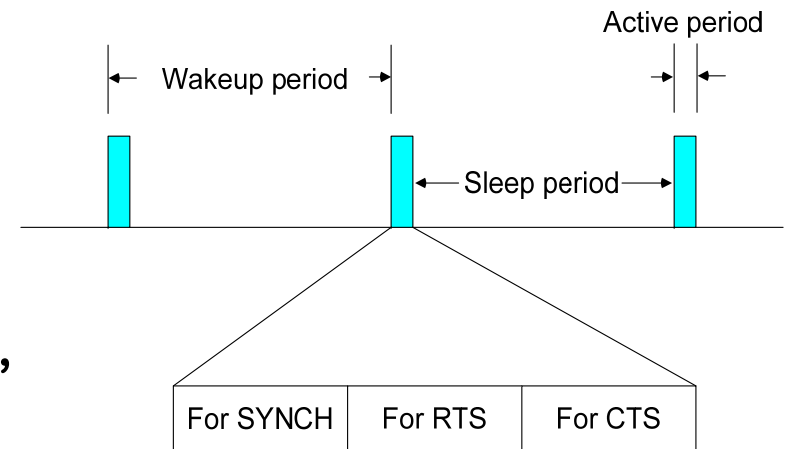 Active period
Wakeup period
Sleep period
,
For SYNCH For RTS For CTS